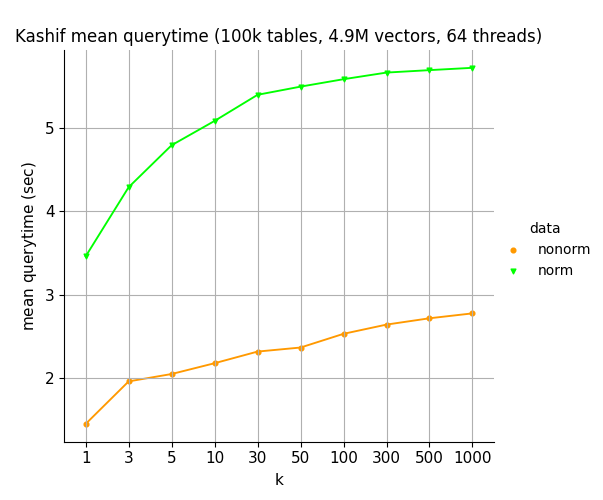 Kashif mean querytime (100k tables, 4.9M vectors, 64 threads)
mean querytime (sec)
5
4
3
2
1 3 5 10 30 50 100 300 500 1000
k
data
nonorm
norm